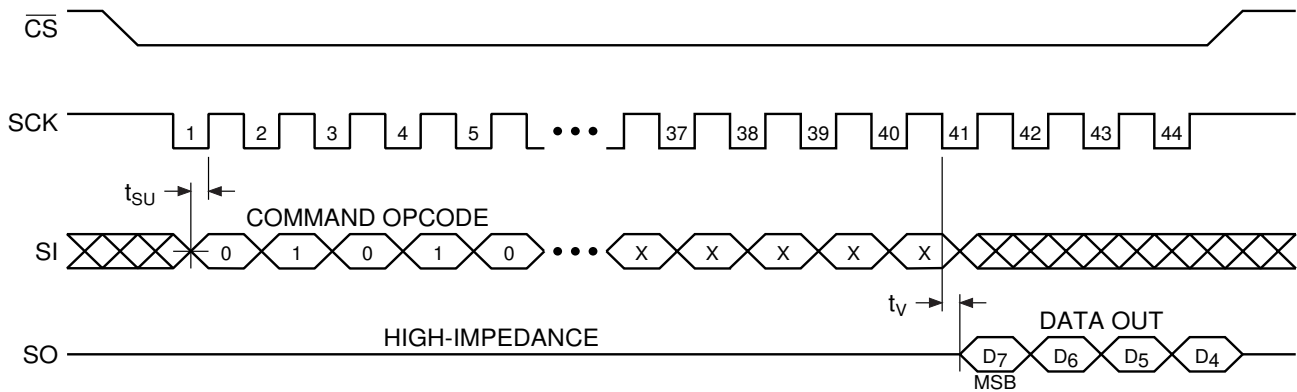 CS
SCK 1 2 3 4 5 ••• 37 38 39 40 41 42 43 44
tSU
COMMAND OPCODE
SI 0 1 0 1 0 ••• X X X X X
tV
HIGH-IMPEDANCE DATA OUT
SO D7 D6 D5 D4
MSB